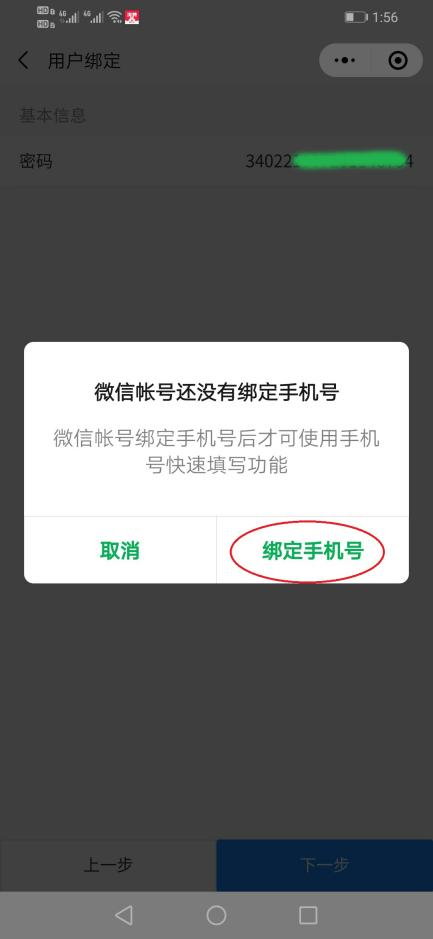 1:56
用户绑定
基本信息
密码
微信帐号还没有绑定手机号
微信帐号绑定手机号后才可使用手机
号快速填写功能
取消
绑定手机号
上一步
下一步